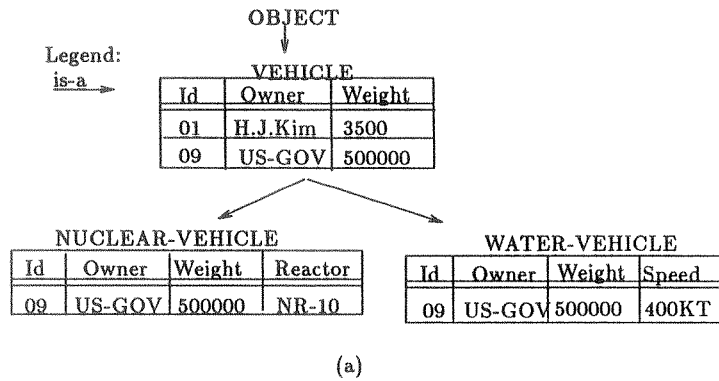 OBJECT
Legend:
is-a
VEHICLE
Id Owner Weight
01 H.J.Kim 3500
09 US-GOV 500000
NUCLEAR-VEHICLE
Id Owner Weight Reactor
09 US-GOV 500000 NR-10
WATER-VEHICLE
Id Owner Weight Speed
09 US-GOV 500000 400KT
(a)